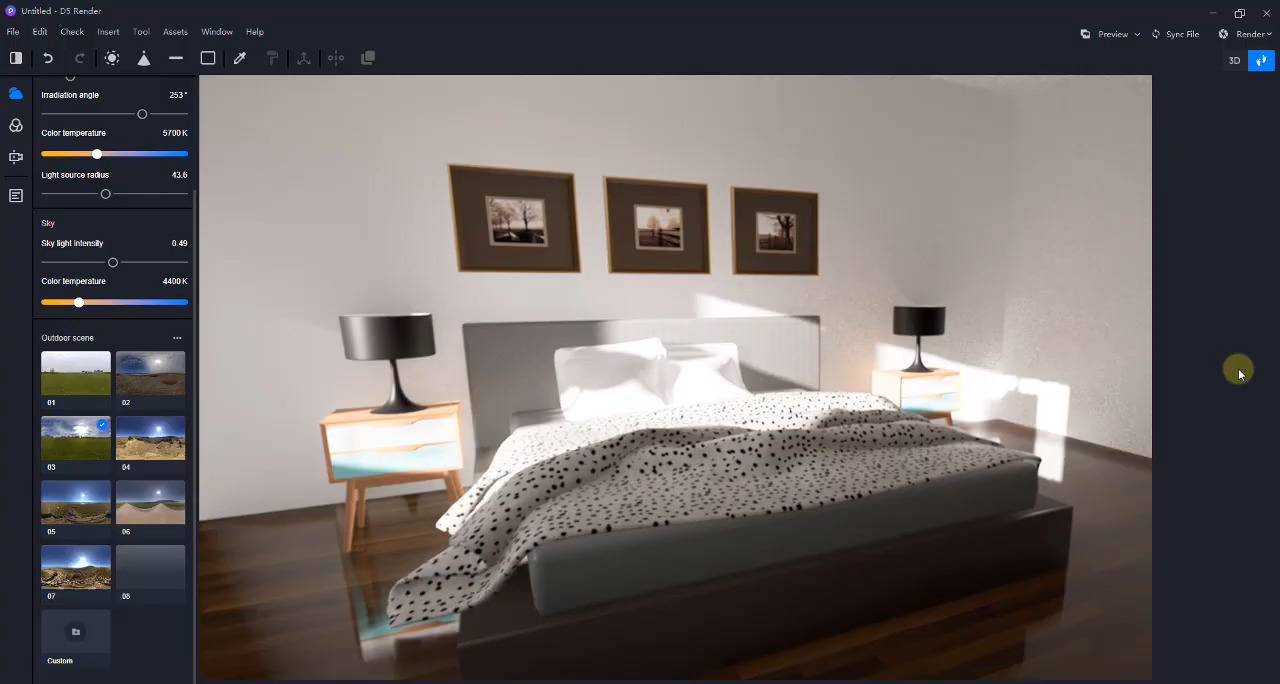 Untitled - D5 Render
File Edit Check Insert Tool Assets Window Help
Preview Sync File Render
3D
Irradiation angle 253°
Color temperature 5700 K
Light source radius 43.6
Sky
Sky light intensity 0.49
Color temperature 4400 K
Outdoor scene
01 02
03 04
05 06
07 08
Custom